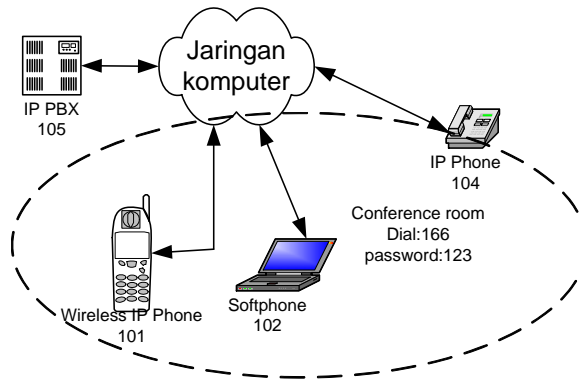 Jaringan
komputer
IP PBX
105
IP Phone
104
Conference room
Dial:166
password:123
Wireless IP Phone
101
Softphone
102